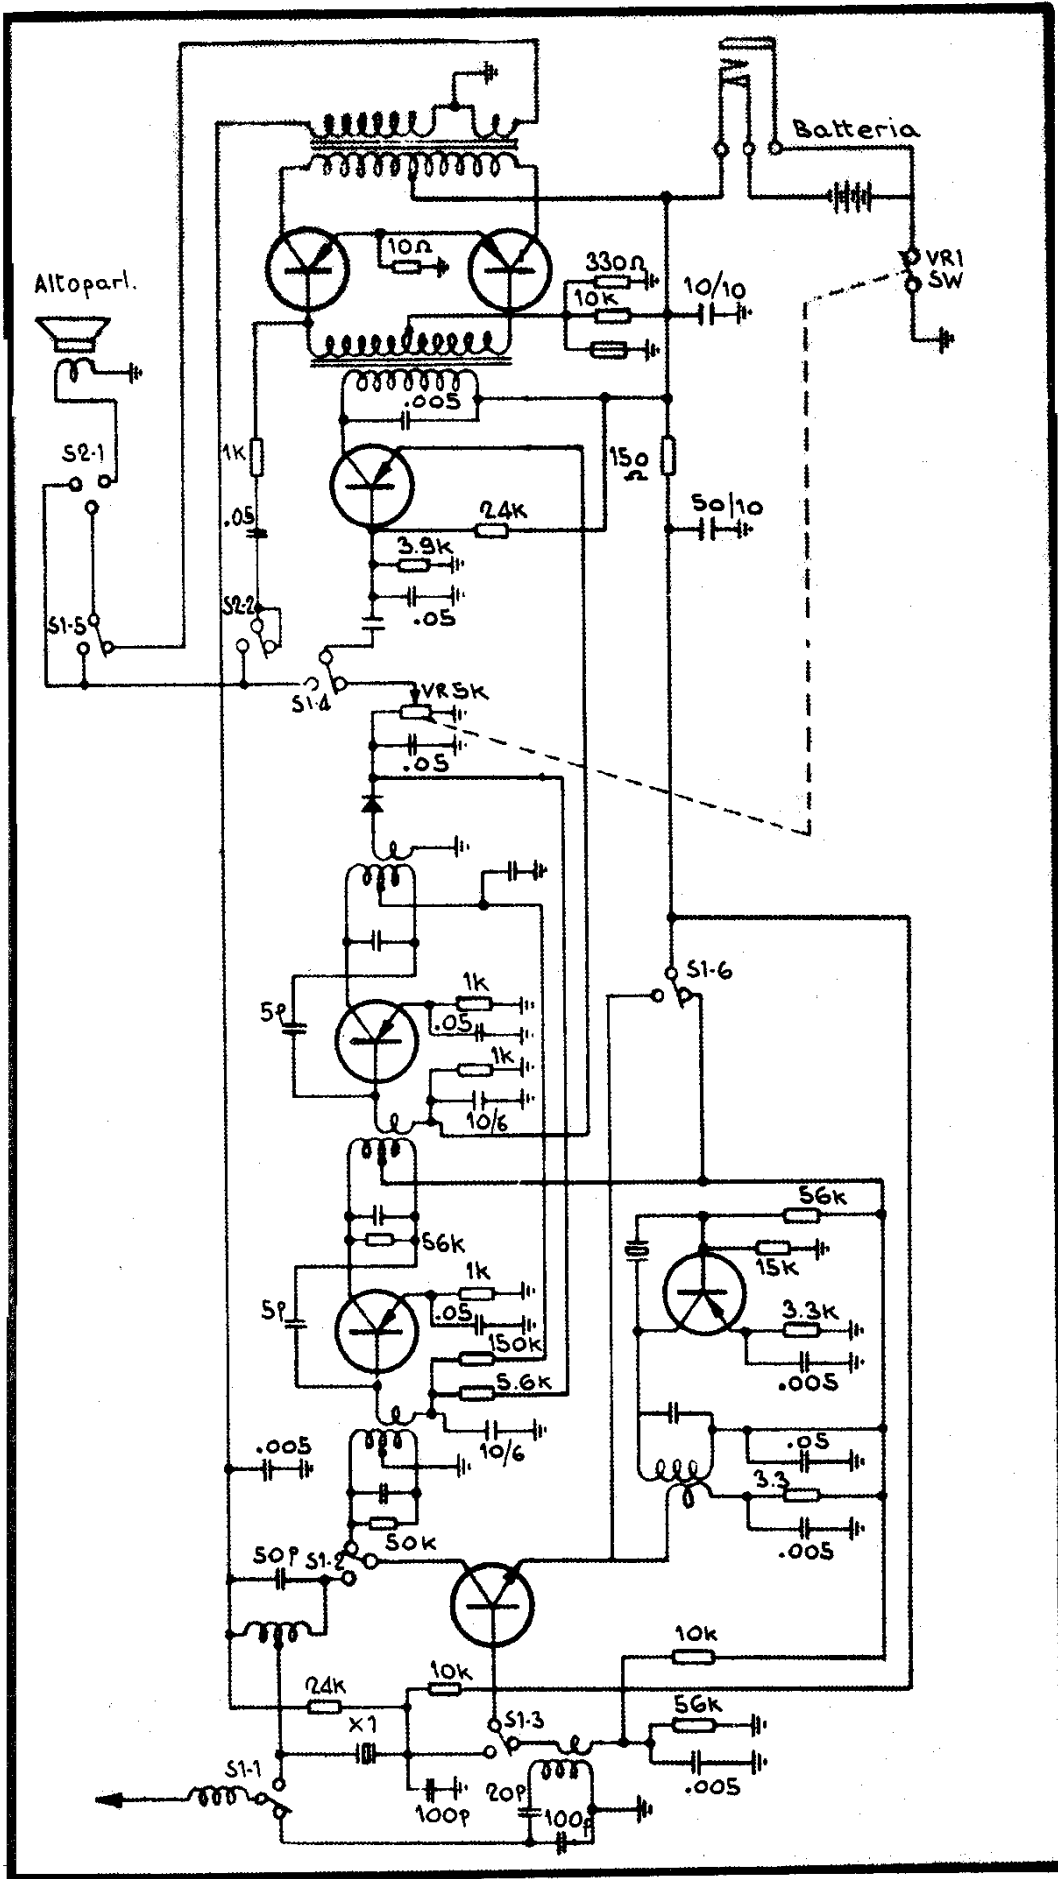 Batteria
10Ω
330Ω
10k
10/10
VR1
SW
Altoparl.
.005
S2-1
1k
150
Ω
24k
50/10
.05
3.9k
S2-2
.05
S1-5
S1-4
VR5k
.05
S1-6
1k
5p
.05
1k
10/6
56k
56k
15k
1k
5p
.05
3.3k
150k
5.6k
.005
10/6
.005
.05
3.3
50k
.005
50p
S1-2
10k
24k
10k
56k
X1
S1-3
S1-1
20p
.005
100p
100p